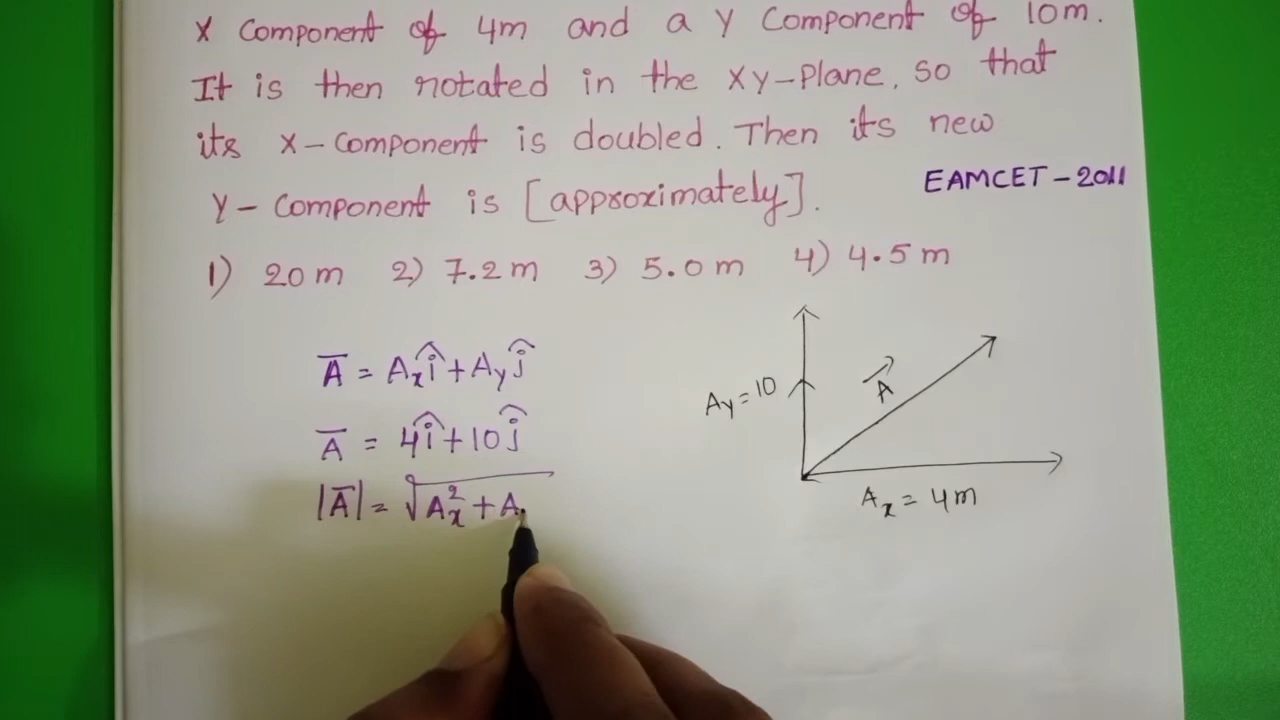 X Component of 4m and a Y Component of 10m.
It is then rotated in the XY-Plane, so that
its X-Component is doubled. Then its new
Y-Component is [approximately].
EAMCET-2011
1) 20m 2) 7.2m 3) 5.0m 4) 4.5m
A̅ = Aₓî + Aᵧĵ
A̅ = 4î + 10ĵ
|A̅| = √Aₓ² + A
Ay = 10
A⃗
Aₓ = 4m